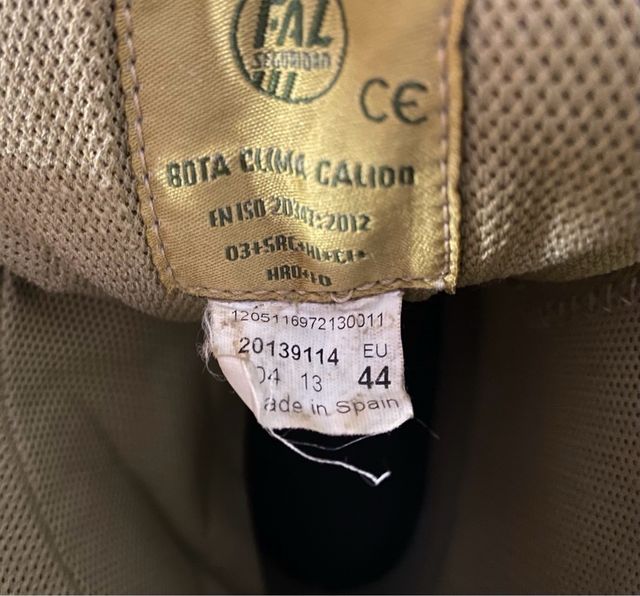 FAL
SEGURIDAD
CE
BOTA CLIMA CALIDO
EN ISO 20347:2012
03+SRC+HI+CI+
HRO+FO
1205116972130011
20139114 EU
04 13 44
ade in Spain